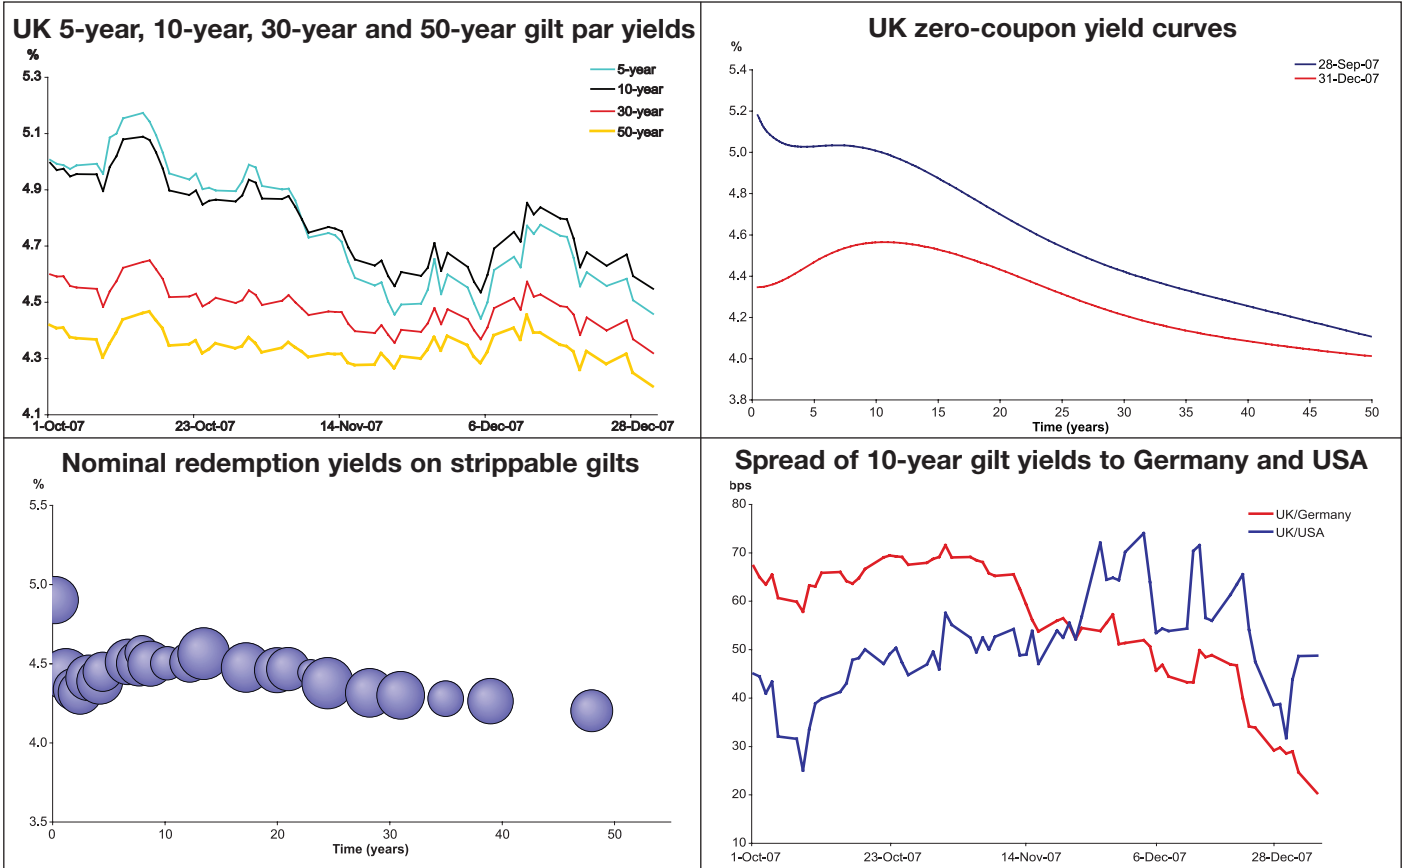 UK 5-year, 10-year, 30-year and 50-year gilt par yields
%
5.3
5.1
4.9
4.7
4.5
4.3
4.1
5-year
10-year
30-year
50-year
1-Oct-07 23-Oct-07 14-Nov-07 6-Dec-07 28-Dec-07
UK zero-coupon yield curves
%
5.4
5.2
5.0
4.8
4.6
4.4
4.2
4.0
3.8
28-Sep-07
31-Dec-07
0 5 10 15 20 25 30 35 40 45 50
Time (years)
Nominal redemption yields on strippable gilts
%
5.5
5.0
4.5
4.0
3.5
0 10 20 30 40 50
Time (years)
Spread of 10-year gilt yields to Germany and USA
bps
80
70
60
50
40
30
20
10
UK/Germany
UK/USA
1-Oct-07 23-Oct-07 14-Nov-07 6-Dec-07 28-Dec-07